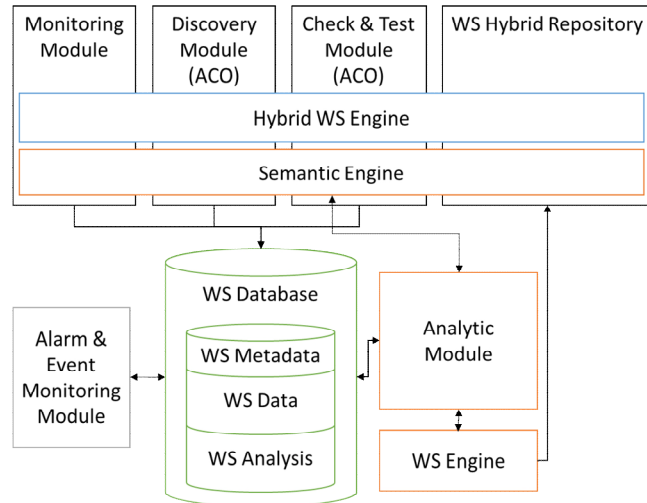 Monitoring
Module
Discovery
Module
(ACO)
Check & Test
Module
(ACO)
WS Hybrid Repository
Hybrid WS Engine
Semantic Engine
WS Database
WS Metadata
WS Data
WS Analysis
Alarm &
Event
Monitoring
Module
Analytic
Module
WS Engine